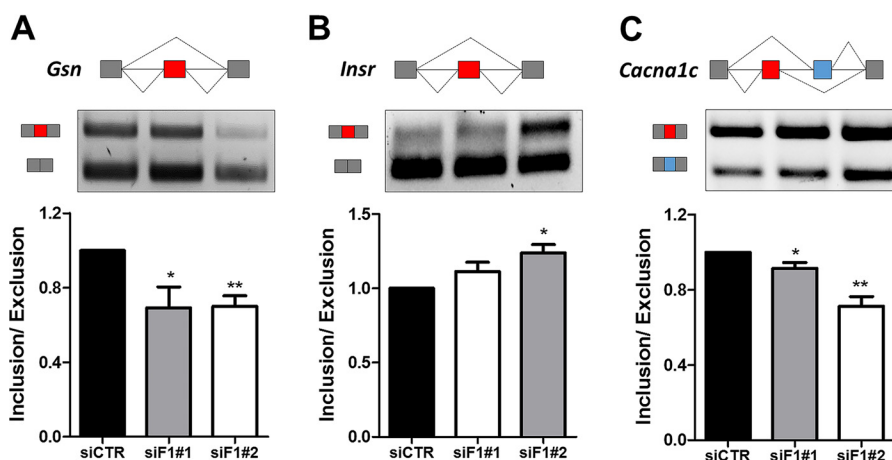 A
Gsn
Inclusion/ Exclusion
1.2
0.8
0.4
0.0
*
**
siCTR
siF1#1
siF1#2
B
Insr
Inclusion/ Exclusion
1.5
1.0
0.5
0.0
*
siCTR
siF1#1
siF1#2
C
Cacna1c
Inclusion/ Exclusion
1.2
0.8
0.4
0.0
*
**
siCTR
siF1#1
siF1#2